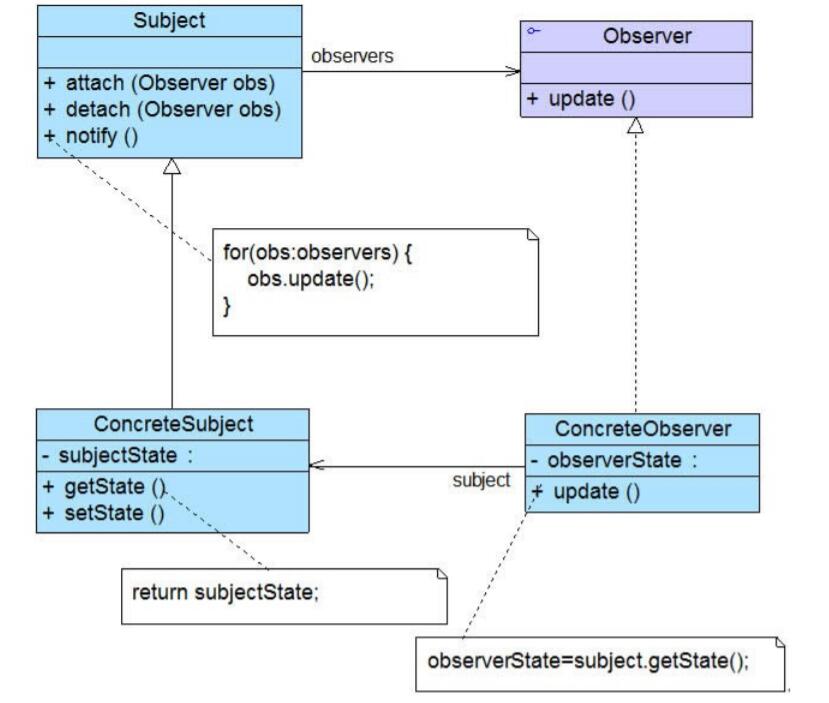 Subject
+ attach (Observer obs)
+ detach (Observer obs)
+ notify ()
observers
Observer
+ update ()
for(obs:observers) {
obs.update();
}
ConcreteSubject
- subjectState :
+ getState ()
+ setState ()
subject
ConcreteObserver
- observerState :
+ update ()
return subjectState;
observerState=subject.getState();